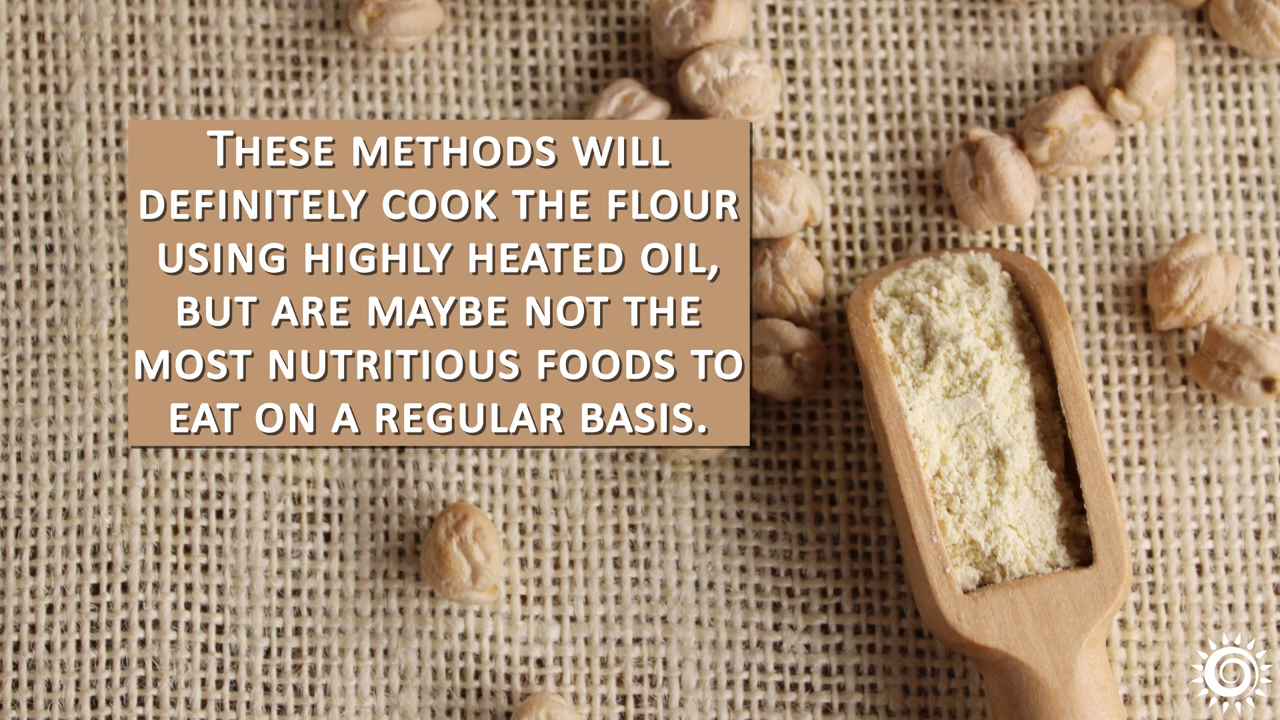 THESE METHODS WILL
DEFINITELY COOK THE FLOUR
USING HIGHLY HEATED OIL,
BUT ARE MAYBE NOT THE
MOST NUTRITIOUS FOODS TO
EAT ON A REGULAR BASIS.